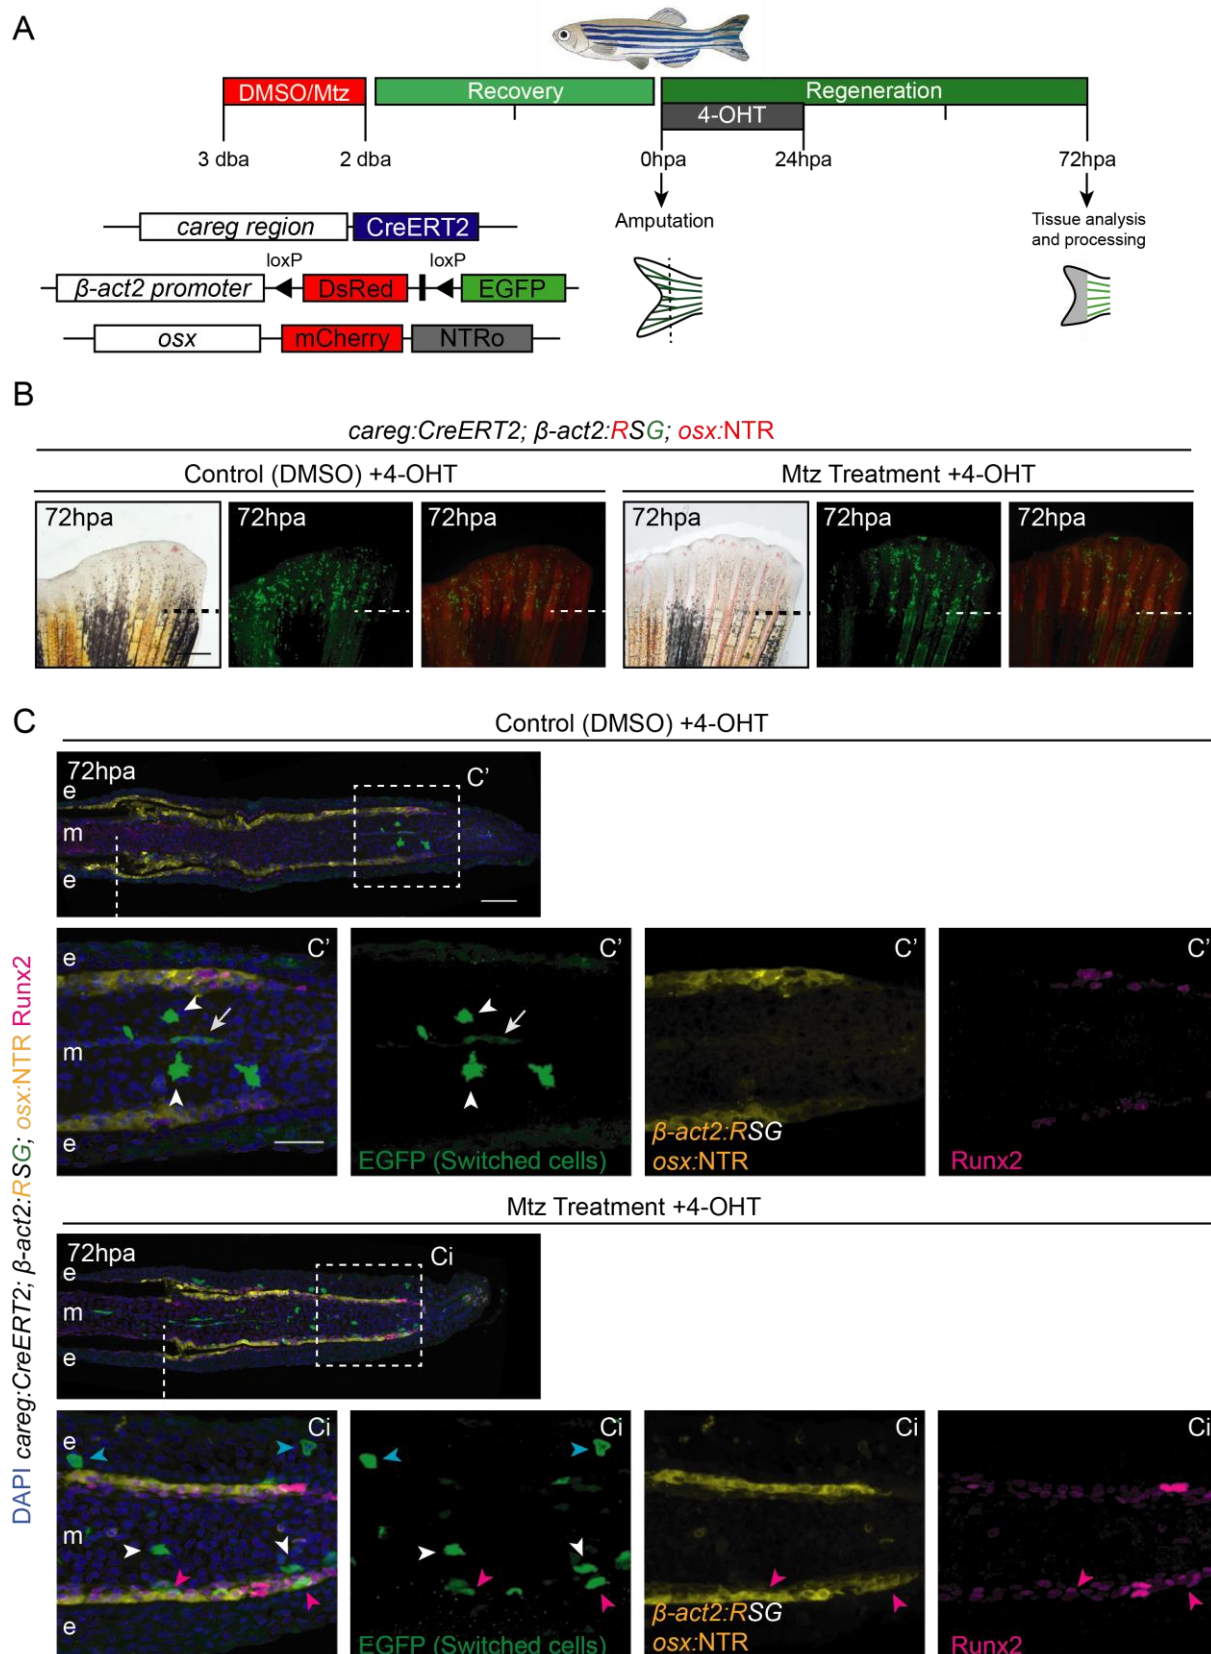 A
DMSO/Mtz
Recovery
Regeneration
4-OHT
3 dba
2 dba
0hpa
24hpa
72hpa
Amputation
Tissue analysis
and processing
careg region
CreERT2
loxP
loxP
β-act2 promoter
DsRed
EGFP
osx
mCherry
NTRo
B
careg:CreERT2; β-act2:RSG; osx:NTR
Control (DMSO) +4-OHT
Mtz Treatment +4-OHT
72hpa
72hpa
72hpa
72hpa
72hpa
72hpa
C
Control (DMSO) +4-OHT
DAPI careg:CreERT2; β-act2:RSG; osx:NTR Runx2
72hpa
C'
e
m
e
C'
e
m
e
C'
EGFP (Switched cells)
C'
β-act2:RSG
osx:NTR
C'
Runx2
Mtz Treatment +4-OHT
72hpa
Ci
e
m
e
Ci
e
m
e
Ci
EGFP (Switched cells)
Ci
β-act2:RSG
osx:NTR
Ci
Runx2